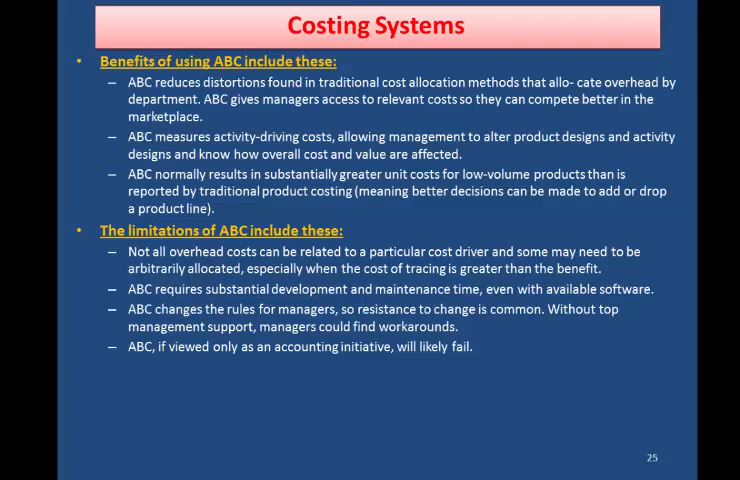 Costing Systems
• Benefits of using ABC include these:
– ABC reduces distortions found in traditional cost allocation methods that allo- cate overhead by
department. ABC gives managers access to relevant costs so they can compete better in the
marketplace.
– ABC measures activity-driving costs, allowing management to alter product designs and activity
designs and know how overall cost and value are affected.
– ABC normally results in substantially greater unit costs for low-volume products than is
reported by traditional product costing (meaning better decisions can be made to add or drop
a product line).
• The limitations of ABC include these:
– Not all overhead costs can be related to a particular cost driver and some may need to be
arbitrarily allocated, especially when the cost of tracing is greater than the benefit.
– ABC requires substantial development and maintenance time, even with available software.
– ABC changes the rules for managers, so resistance to change is common. Without top
management support, managers could find workarounds.
– ABC, if viewed only as an accounting initiative, will likely fail.
25